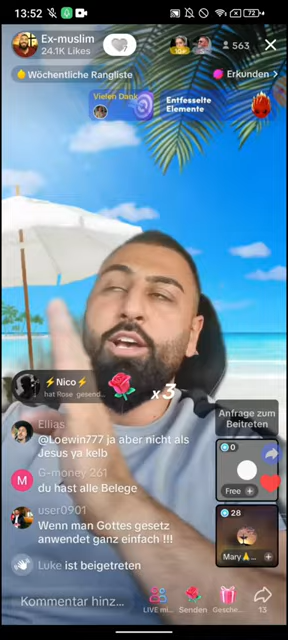 13:52
72
Ex-muslim
24.1K Likes
563
Wöchentliche Rangliste
Erkunden >
Vielen Dank
Entfesselte
Elemente
⚡Nico⚡
hat Rose gesend...
x3
Anfrage zum
Beitreten
Ellias
@Loewin777 ja aber nicht als
Jesus ya kelb
0
Free +
M
G-money 261
du hast alle Belege
user0901
Wenn man Gottes gesetz
anwendet ganz einfach !!!
28
Mary🙏... +
Luke ist beigetreten
Kommentar hinz...
LIVE mi...
Senden
Gesche...
13